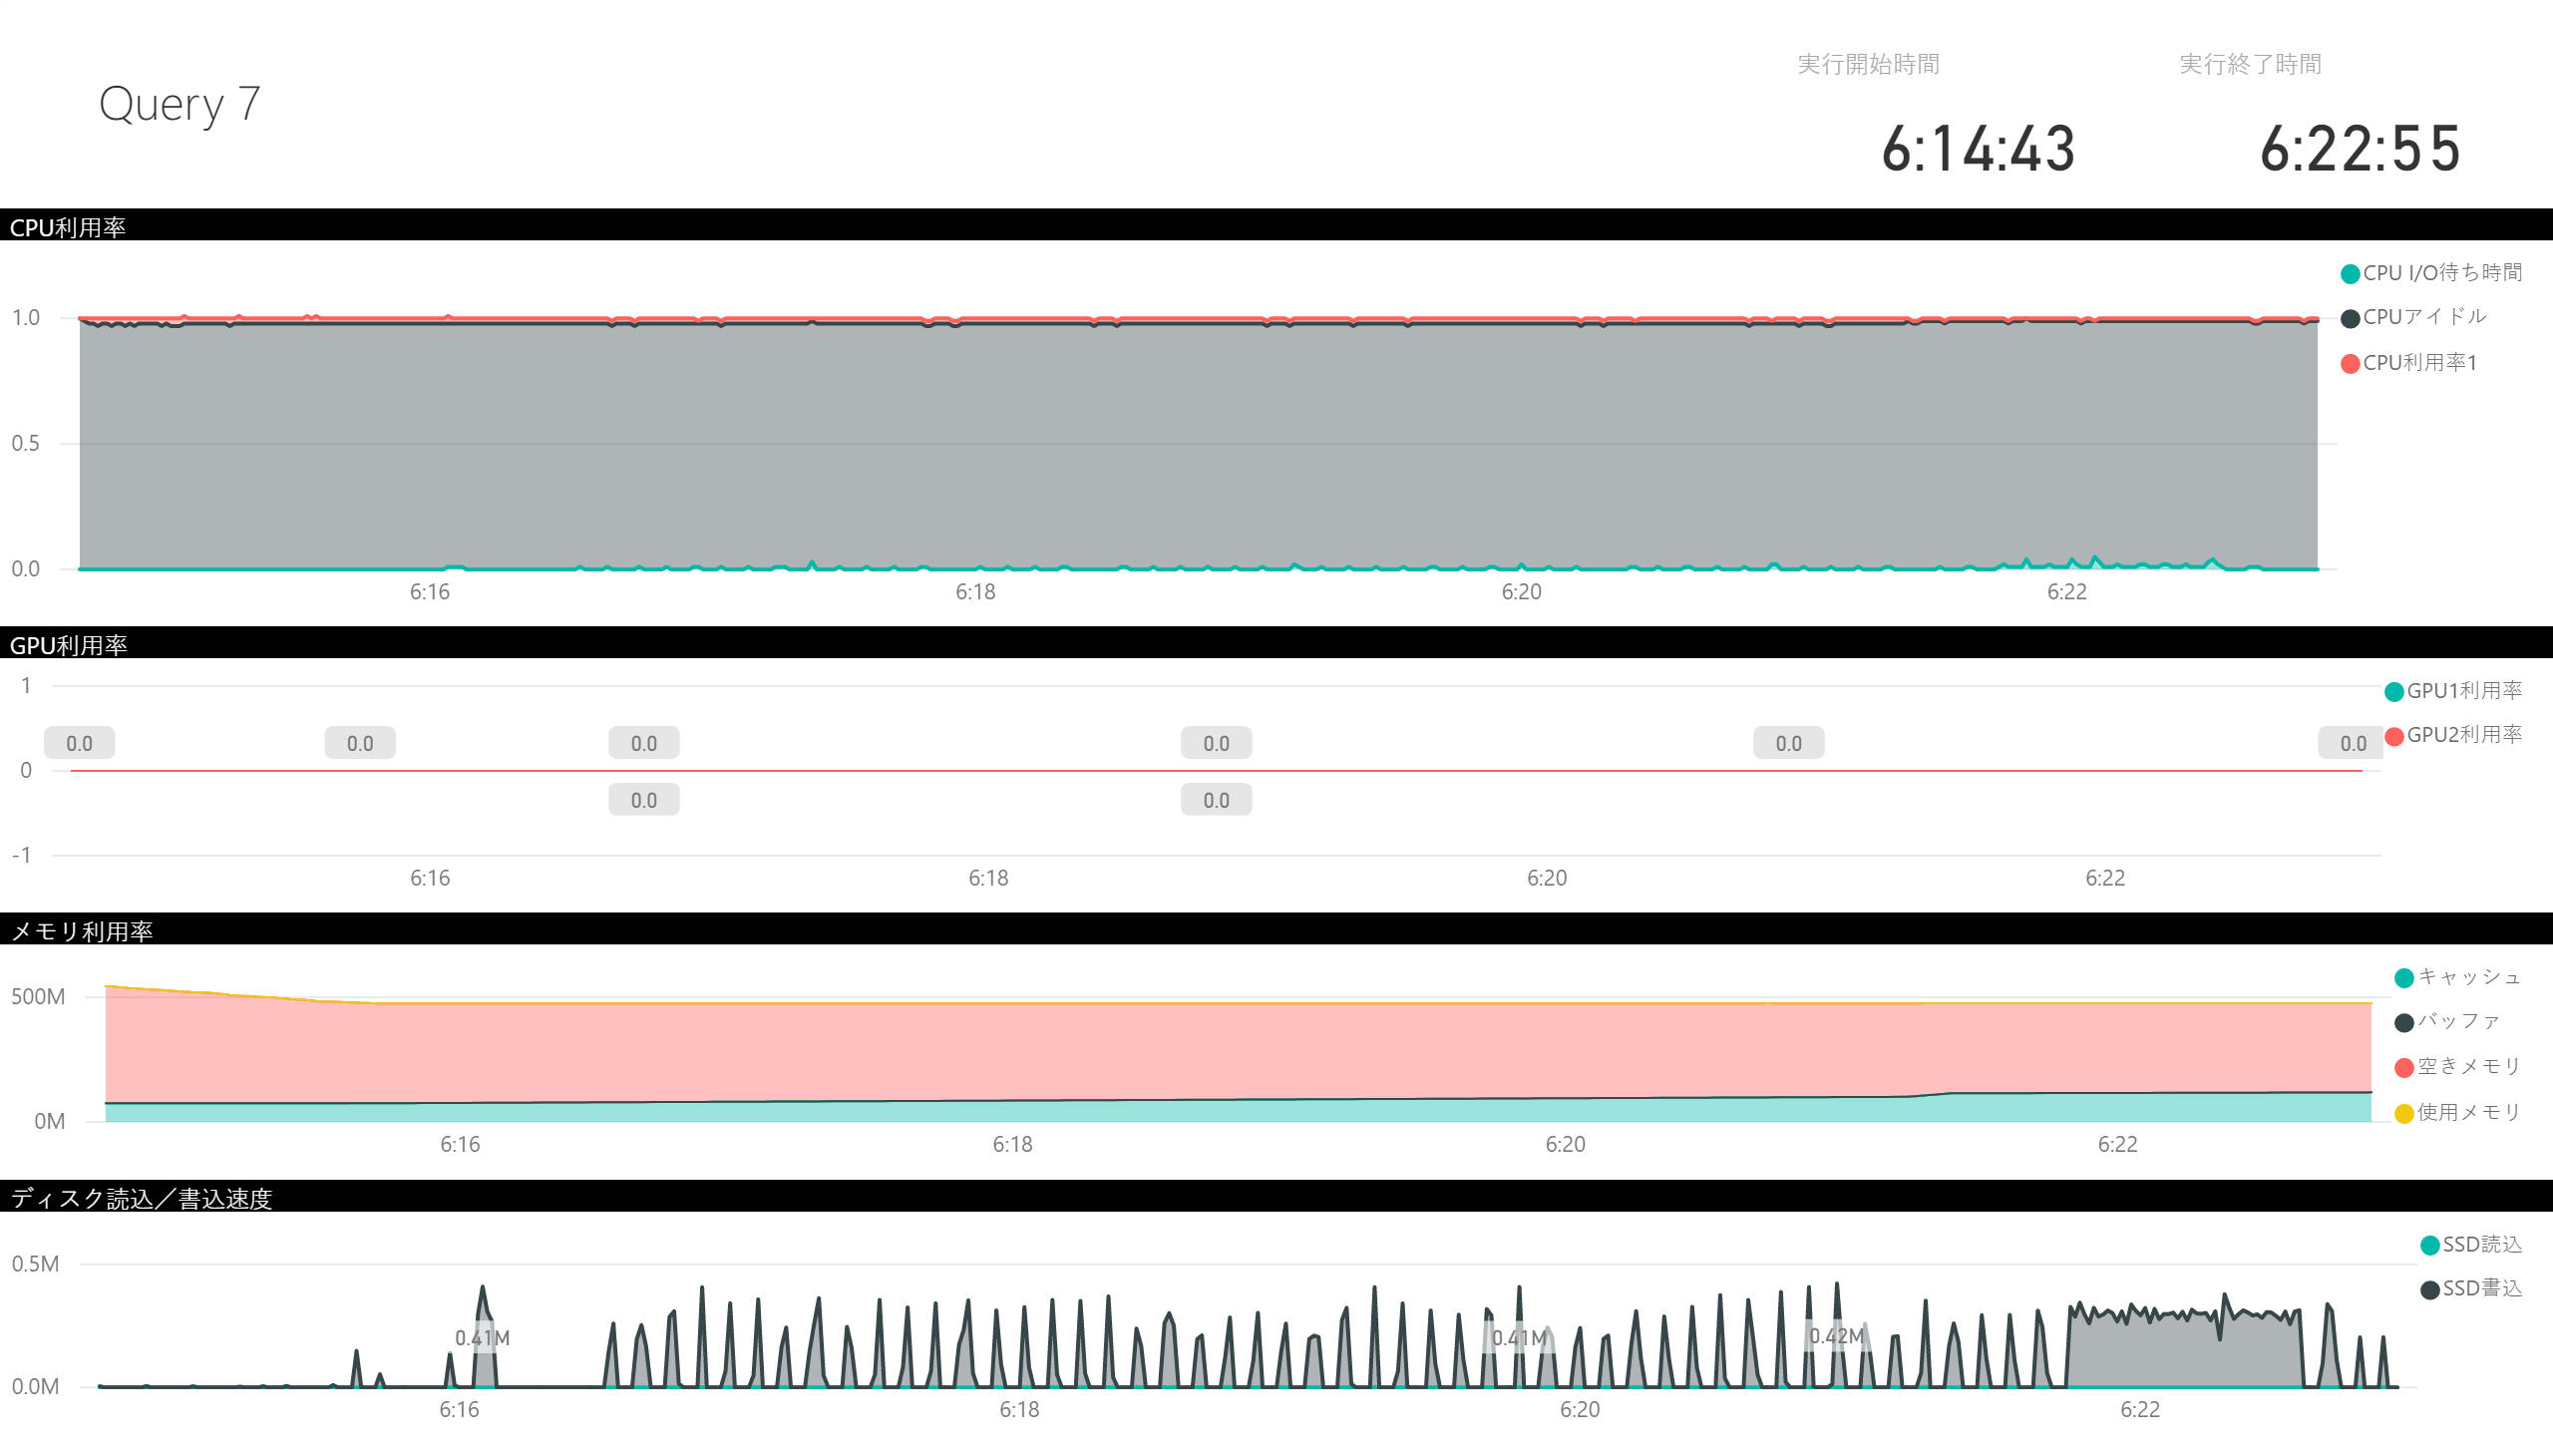 Query 7
実行開始時間
実行終了時間
6:14:43
6:22:55
CPU利用率
CPU I/O待ち時間
CPUアイドル
CPU利用率1
1.0
0.5
0.0
6:16 6:18 6:20 6:22
GPU利用率
GPU1利用率
GPU2利用率
1
0.0 0.0 0.0 0.0 0.0 0.0
0
0.0 0.0
-1
6:16 6:18 6:20 6:22
メモリ利用率
キャッシュ
バッファ
空きメモリ
使用メモリ
500M
0M
6:16 6:18 6:20 6:22
ディスク読込／書込速度
SSD読込
SSD書込
0.5M
0.41M 0.41M 0.42M
0.0M
6:16 6:18 6:20 6:22